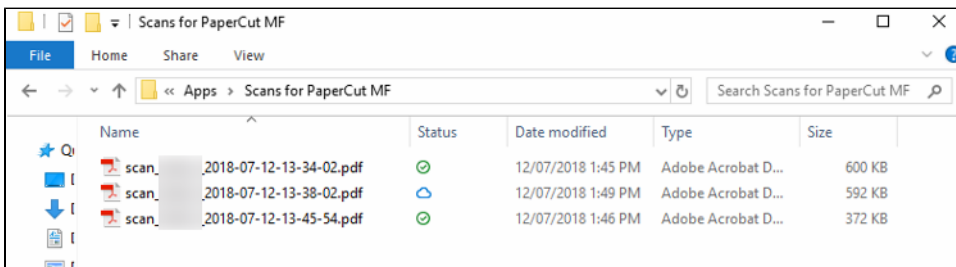 Scans for PaperCut MF
File Home Share View
« Apps › Scans for PaperCut MF Search Scans for PaperCut MF
Name Status Date modified Type Size
scan_ _2018-07-12-13-34-02.pdf 12/07/2018 1:45 PM Adobe Acrobat D... 600 KB
scan_ _2018-07-12-13-38-02.pdf 12/07/2018 1:49 PM Adobe Acrobat D... 592 KB
scan_ _2018-07-12-13-45-54.pdf 12/07/2018 1:46 PM Adobe Acrobat D... 372 KB